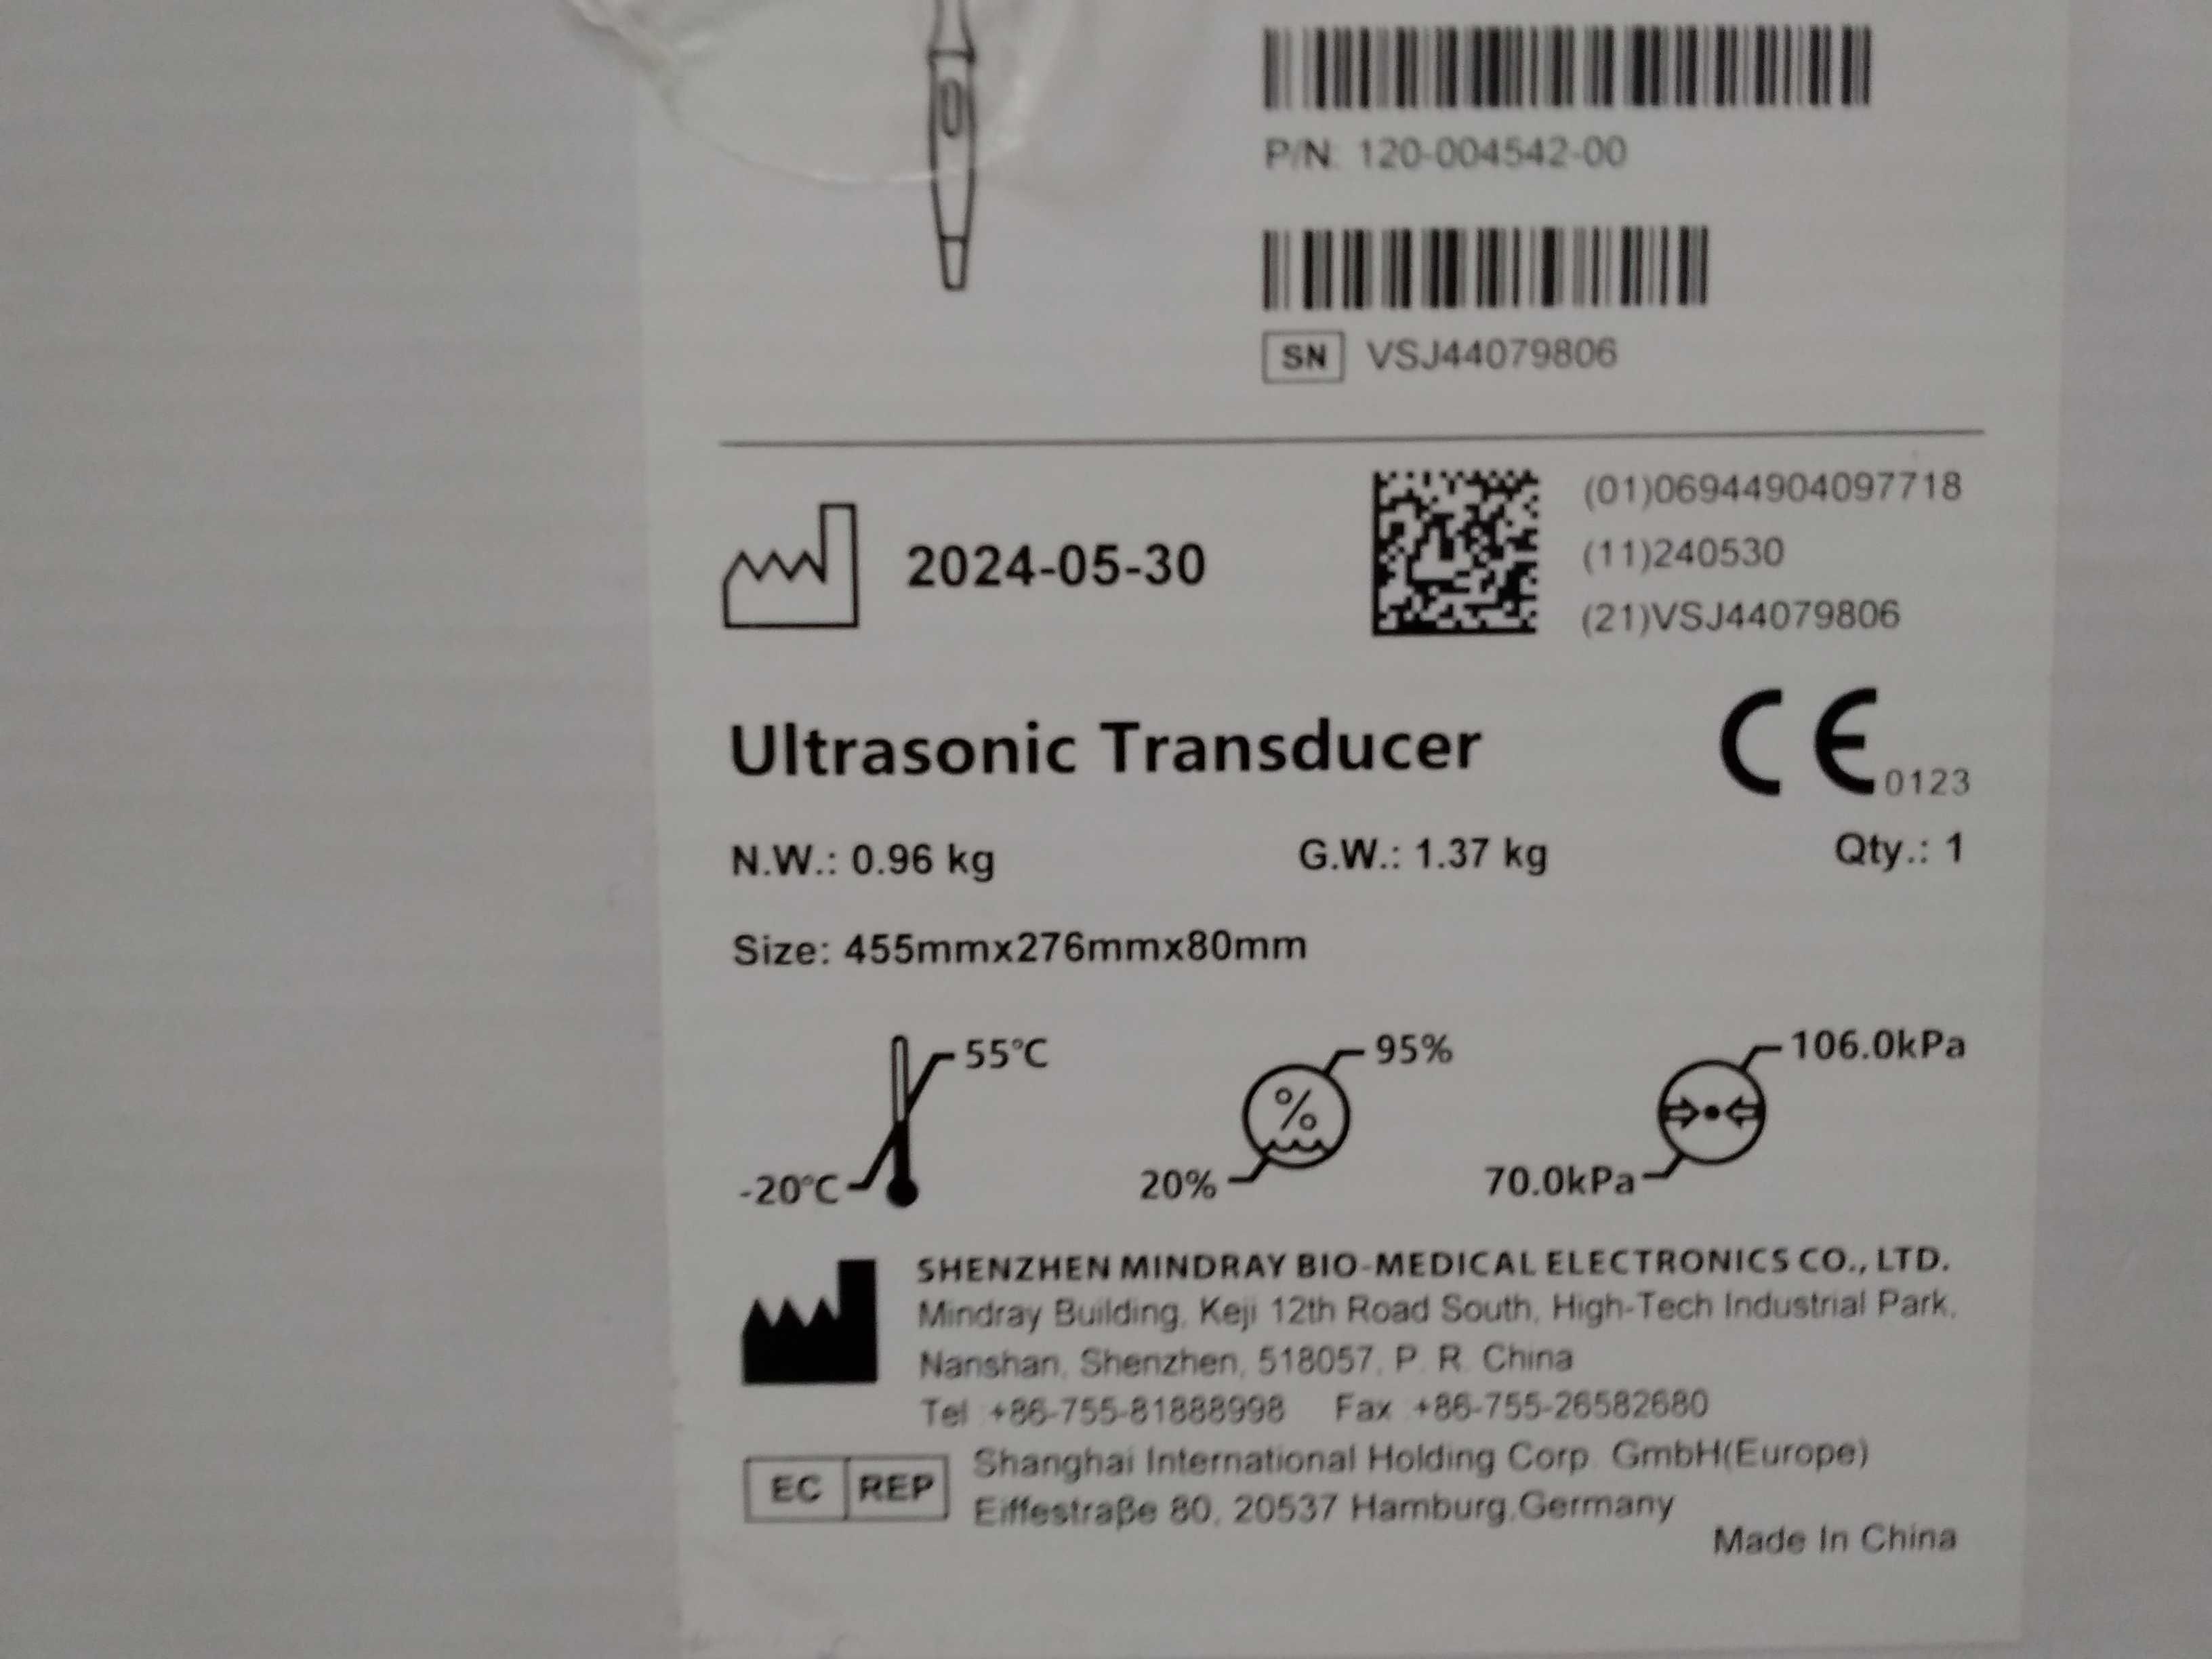 P/N: 120-004542-00
SN VSJ44079806
2024-05-30
(01)06944904097718
(11)240530
(21)VSJ44079806
Ultrasonic Transducer
CE 0123
N.W.: 0.96 kg G.W.: 1.37 kg Qty.: 1
Size: 455mmx276mmx80mm
55°C
-20°C
%
95%
20%
106.0kPa
70.0kPa
SHENZHEN MINDRAY BIO-MEDICAL ELECTRONICS CO., LTD.
Mindray Building, Keji 12th Road South, High-Tech Industrial Park,
Nanshan, Shenzhen, 518057, P. R. China
Tel: +86-755-81888998 Fax: +86-755-26582680
EC REP
Shanghai International Holding Corp. GmbH(Europe)
Eiffestraβe 80, 20537 Hamburg,Germany
Made In China